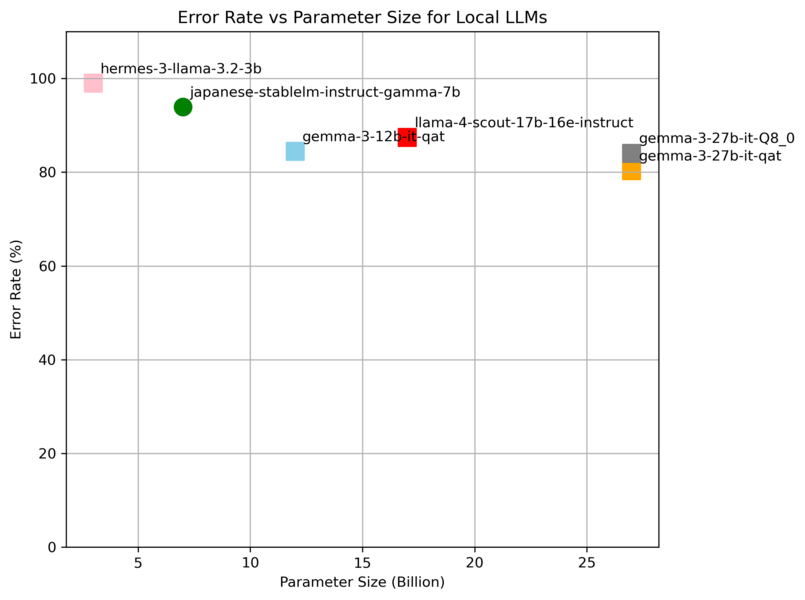 Error Rate vs Parameter Size for Local LLMs
hermes-3-llama-3.2-3b
japanese-stablelm-instruct-gamma-7b
llama-4-scout-17b-16e-instruct
gemma-3-12b-it-qat
gemma-3-27b-it-Q8_0
gemma-3-27b-it-qat
100
80
60
40
20
0
Error Rate (%)
5 10 15 20 25
Parameter Size (Billion)